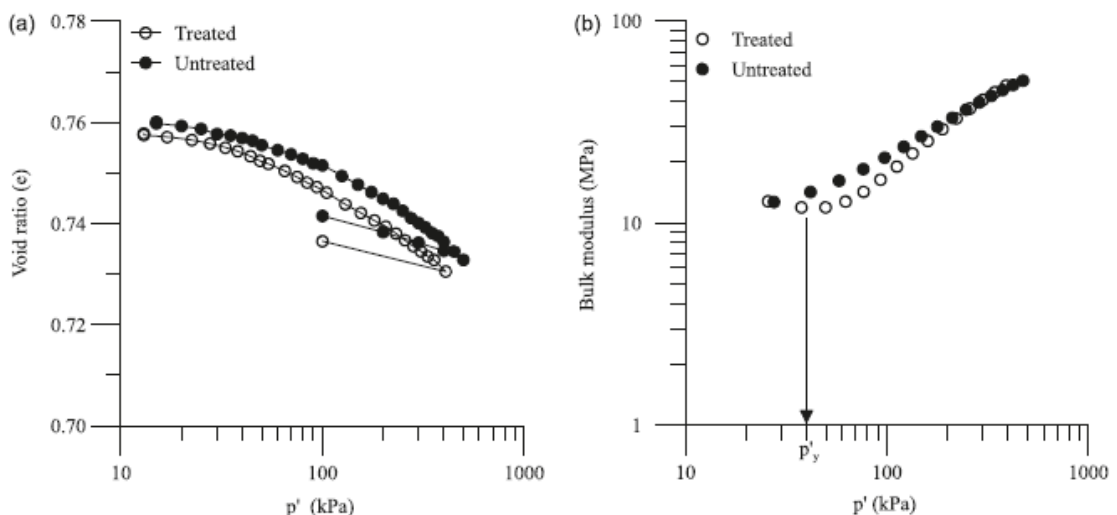 (a)
0.78
0.76
0.74
0.72
0.70
Void ratio (e)
Treated
Untreated
10
100
1000
p' (kPa)
(b)
100
10
1
Bulk modulus (MPa)
Treated
Untreated
10
100
1000
p'y
p' (kPa)